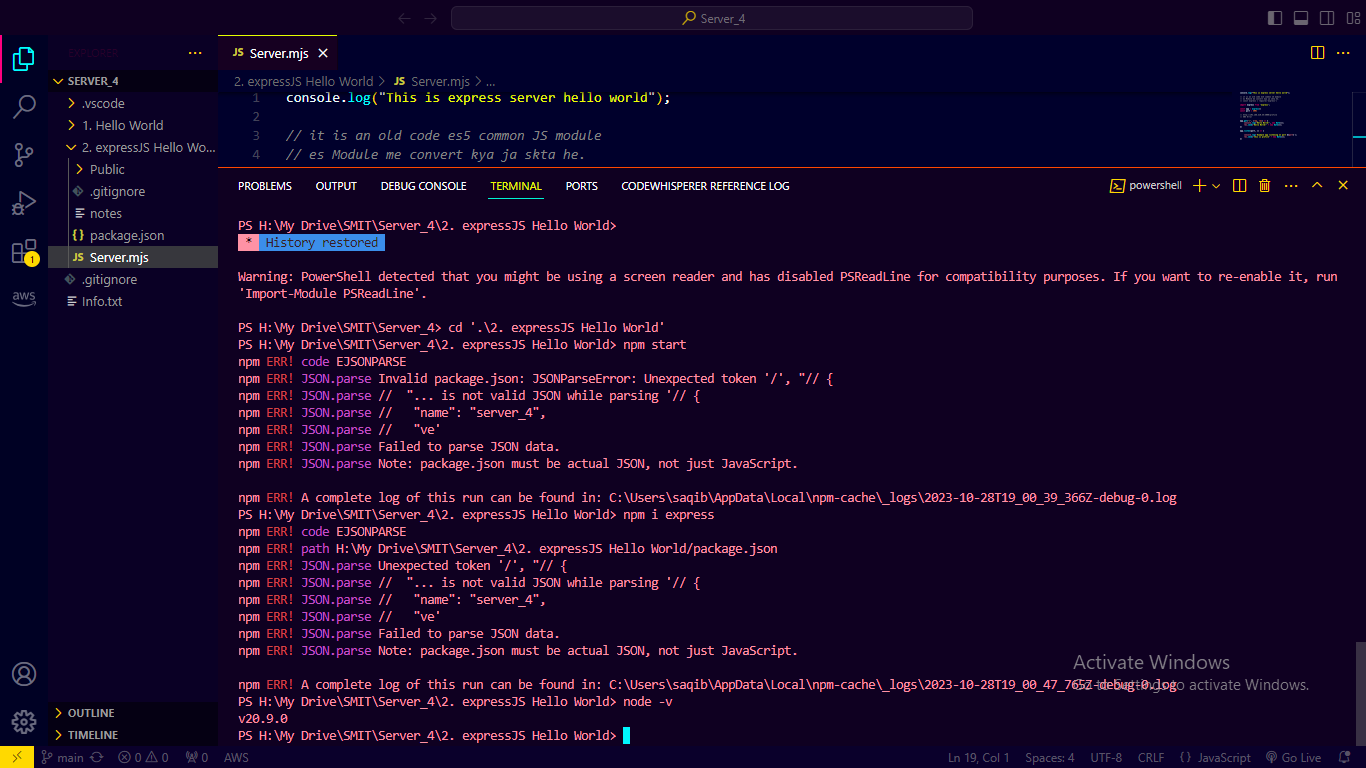 Server_4
EXPLORER
SERVER_4
.vscode
1. Hello World
2. expressJS Hello Wo...
Public
.gitignore
notes
package.json
JS Server.mjs
.gitignore
Info.txt
1
aws
OUTLINE
TIMELINE
JS Server.mjs
2. expressJS Hello World > JS Server.mjs > ...
1 console.log("This is express server hello world");
2
3 // it is an old code es5 common JS module
4 // es Module me convert kya ja skta he.
PROBLEMS OUTPUT DEBUG CONSOLE TERMINAL PORTS CODEWHISPERER REFERENCE LOG
powershell
PS H:\My Drive\SMIT\Server_4\2. expressJS Hello World>
* History restored
Warning: PowerShell detected that you might be using a screen reader and has disabled PSReadLine for compatibility purposes. If you want to re-enable it, run
'Import-Module PSReadLine'.
PS H:\My Drive\SMIT\Server_4> cd '.\2. expressJS Hello World'
PS H:\My Drive\SMIT\Server_4\2. expressJS Hello World> npm start
npm ERR! code EJSONPARSE
npm ERR! JSON.parse Invalid package.json: JSONParseError: Unexpected token '/', "// {
npm ERR! JSON.parse // "... is not valid JSON while parsing '// {
npm ERR! JSON.parse // "name": "server_4",
npm ERR! JSON.parse // "ve'
npm ERR! JSON.parse Failed to parse JSON data.
npm ERR! JSON.parse Note: package.json must be actual JSON, not just JavaScript.
npm ERR! A complete log of this run can be found in: C:\Users\saqib\AppData\Local\npm-cache\_logs\2023-10-28T19_00_39_366Z-debug-0.log
PS H:\My Drive\SMIT\Server_4\2. expressJS Hello World> npm i express
npm ERR! code EJSONPARSE
npm ERR! path H:\My Drive\SMIT\Server_4\2. expressJS Hello World/package.json
npm ERR! JSON.parse Unexpected token '/', "// {
npm ERR! JSON.parse // "... is not valid JSON while parsing '// {
npm ERR! JSON.parse // "name": "server_4",
npm ERR! JSON.parse // "ve'
npm ERR! JSON.parse Failed to parse JSON data.
npm ERR! JSON.parse Note: package.json must be actual JSON, not just JavaScript.
npm ERR! A complete log of this run can be found in: C:\Users\saqib\AppData\Local\npm-cache\_logs\2023-10-28T19_00_47_765Z-debug-0.log
PS H:\My Drive\SMIT\Server_4\2. expressJS Hello World> node -v
v20.9.0
PS H:\My Drive\SMIT\Server_4\2. expressJS Hello World>
Activate Windows
Go to Settings to activate Windows.
main 0 0 0 AWS Ln 19, Col 1 Spaces: 4 UTF-8 CRLF {} JavaScript Go Live